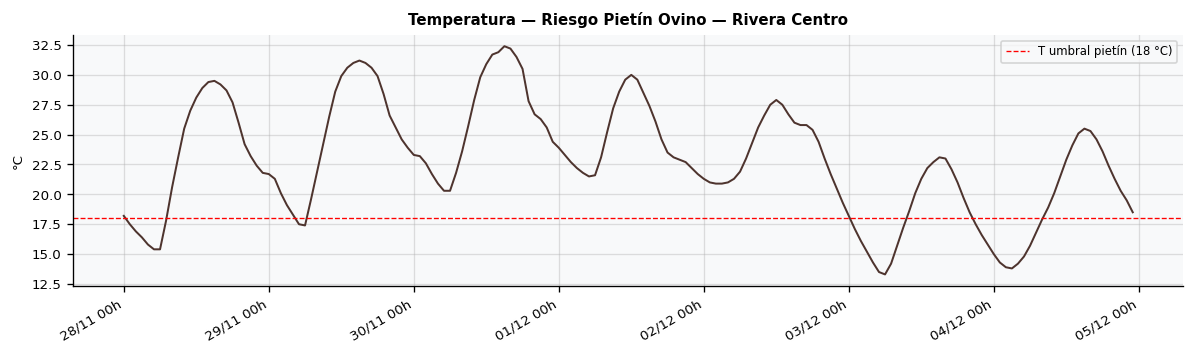 Temperatura — Riesgo Pietín Ovino — Rivera Centro
T umbral pietín (18 °C)
°C
32.5
30.0
27.5
25.0
22.5
20.0
17.5
15.0
12.5
28/11 00h
29/11 00h
30/11 00h
01/12 00h
02/12 00h
03/12 00h
04/12 00h
05/12 00h